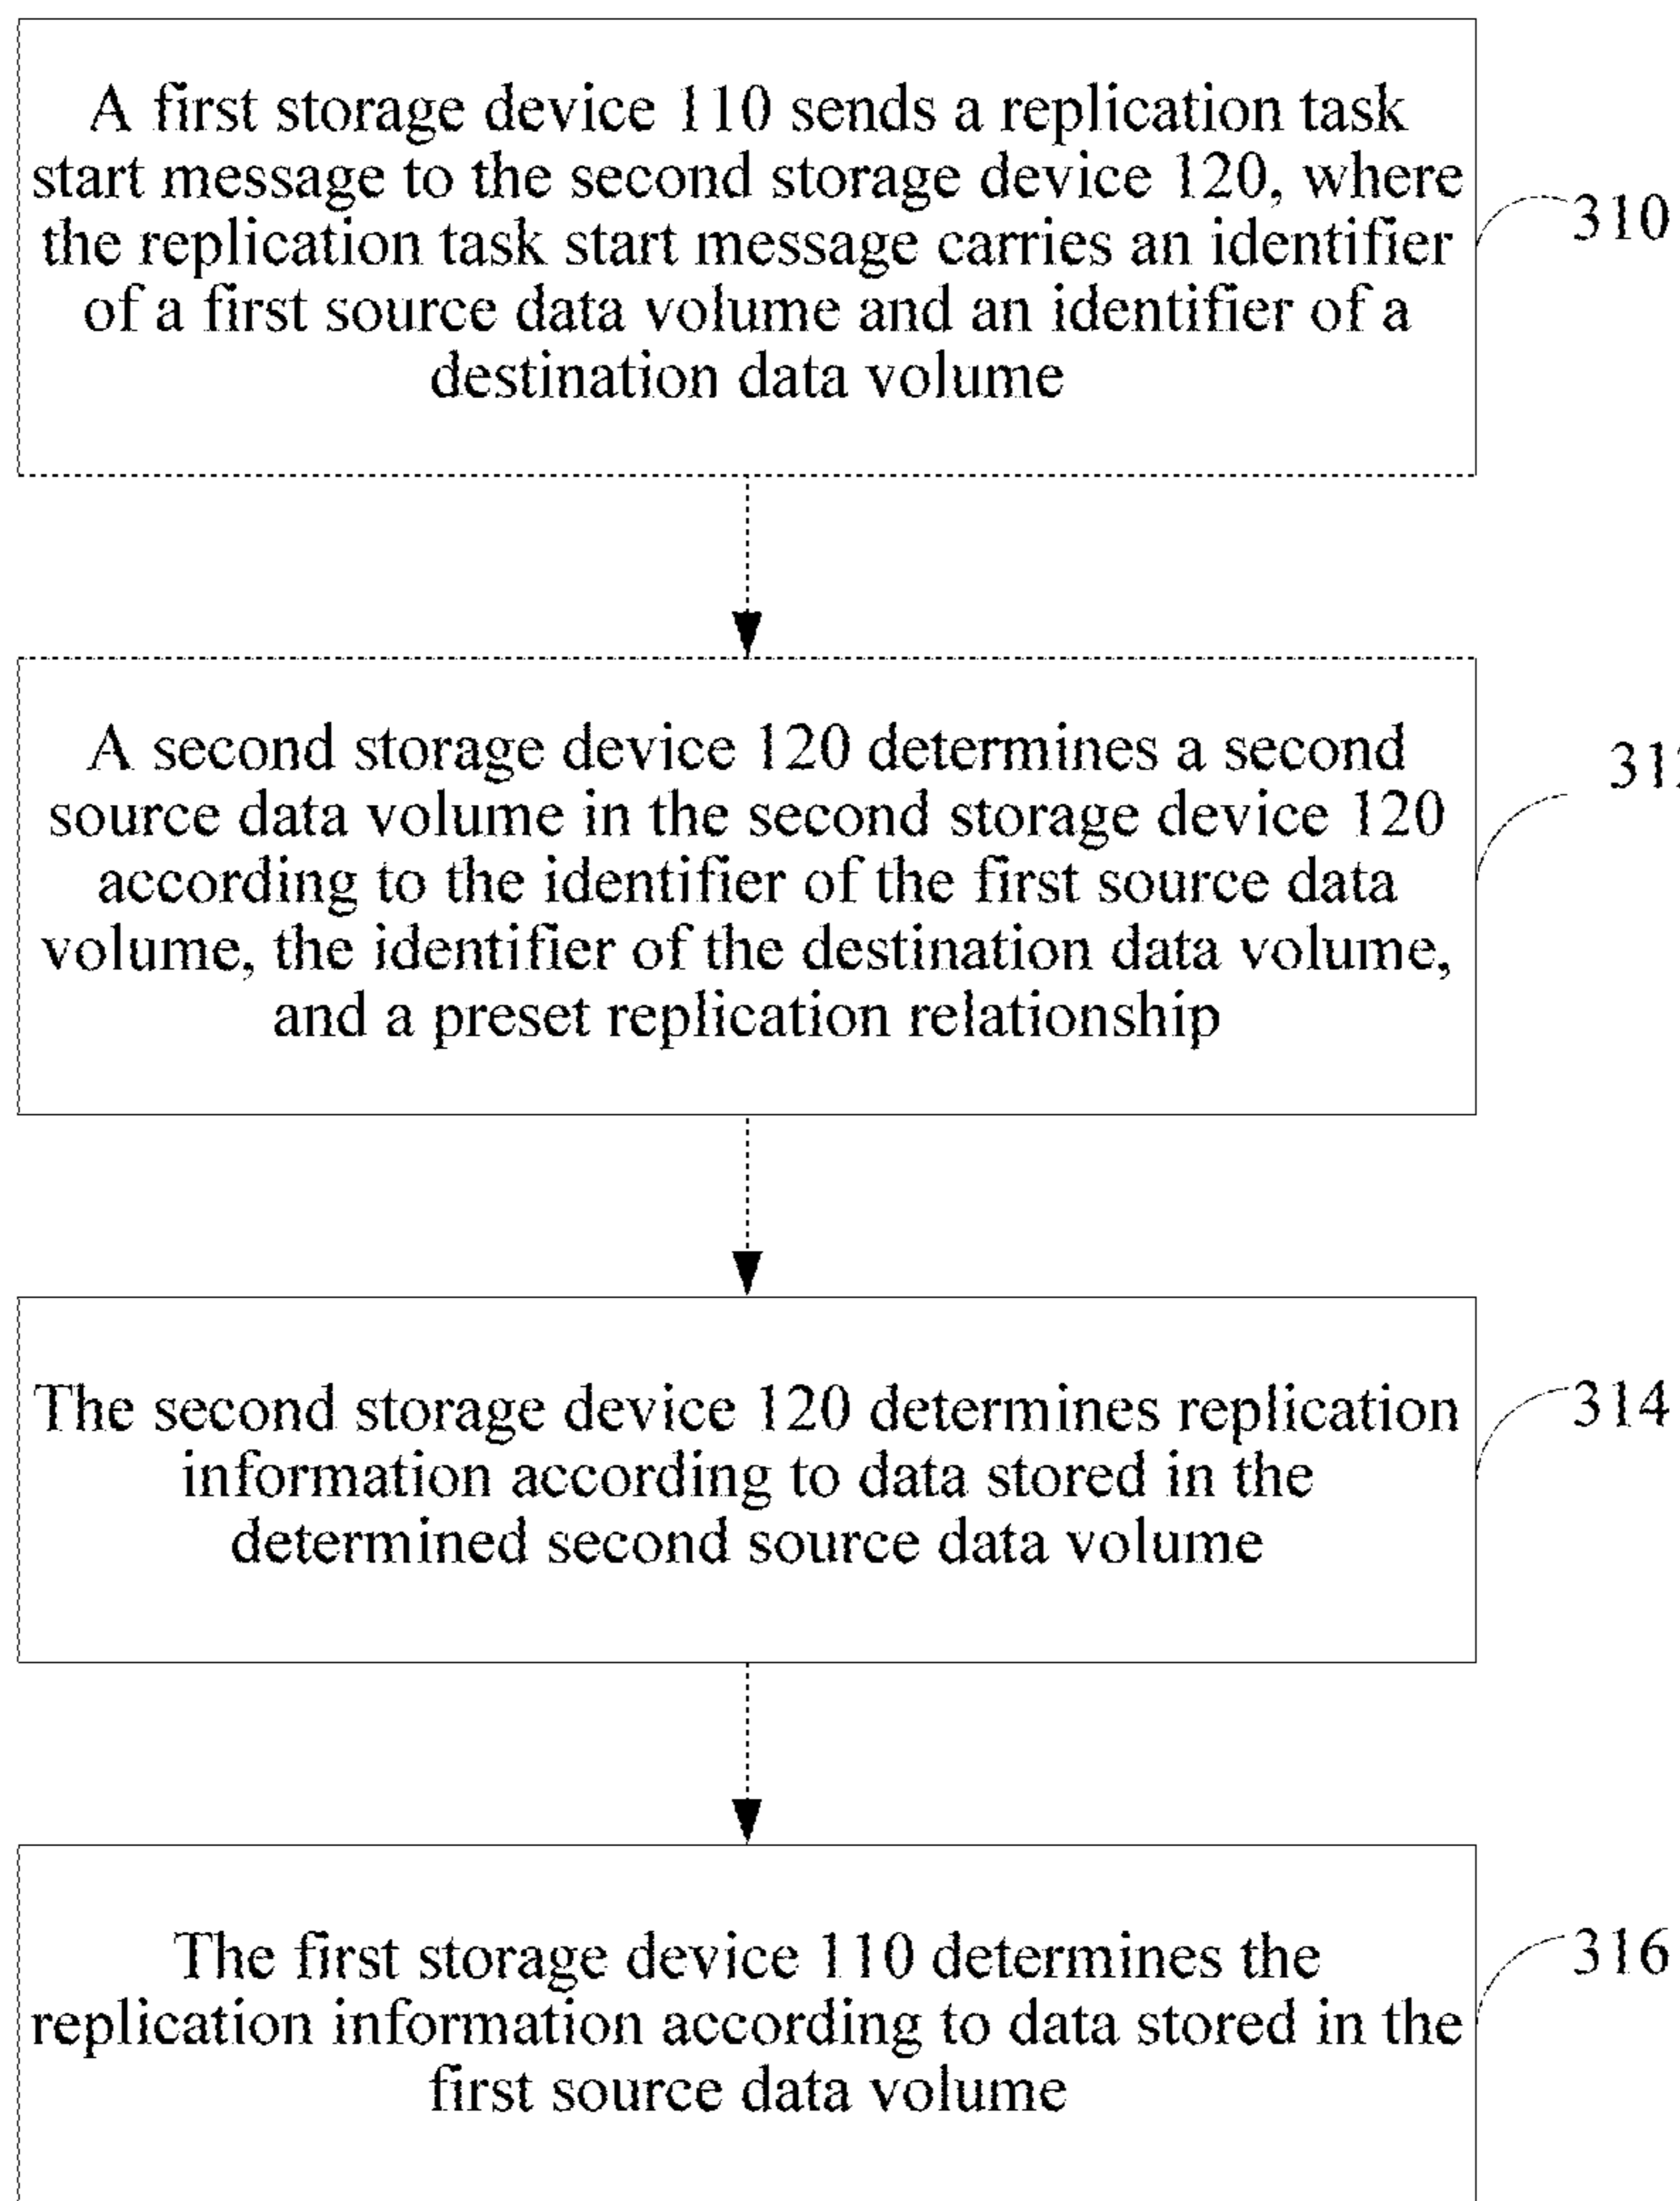 A first storage device 110 sends a replication task
start message to the second storage device 120, where
the replication task start message carries an identifier
of a first source data volume and an identifier of a
destination data volume
310
A second storage device 120 determines a second
source data volume in the second storage device 120
according to the identifier of the first source data
volume, the identifier of the destination data volume,
and a preset replication relationship
312
The second storage device 120 determines replication
information according to data stored in the
determined second source data volume
314
The first storage device 110 determines the
replication information according to data stored in the
first source data volume
316